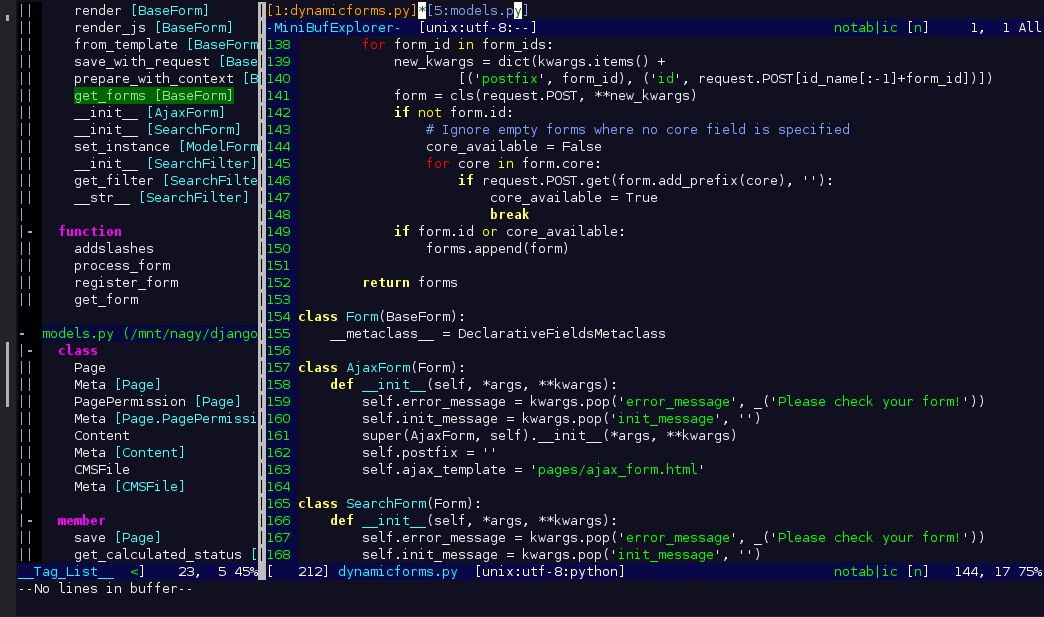 render [BaseForm]
render_js [BaseForm]
from_template [BaseForm
save_with_request [Base
prepare_with_context [B
get_forms [BaseForm]
__init__ [AjaxForm]
__init__ [SearchForm]
set_instance [ModelForm
__init__ [SearchFilter]
get_filter [SearchFilte
__str__ [SearchFilter]
|- function
addslashes
process_form
register_form
get_form
- models.py (/mnt/nagy/django
|- class
Page
Meta [Page]
PagePermission [Page]
Meta [Page.PagePermissi
Content
Meta [Content]
CMSFile
Meta [CMSFile]
|- member
save [Page]
get_calculated_status [
__Tag_List__ <] 23, 5 45%
[1:dynamicforms.py]*[5:models.py]
-MiniBufExplorer- [unix:utf-8:--] notab|ic [n] 1, 1 All
138 for form_id in form_ids:
139 new_kwargs = dict(kwargs.items() +
140 [('postfix', form_id), ('id', request.POST[id_name[:-1]+form_id])])
141 form = cls(request.POST, **new_kwargs)
142 if not form.id:
143 # Ignore empty forms where no core field is specified
144 core_available = False
145 for core in form.core:
146 if request.POST.get(form.add_prefix(core), ''):
147 core_available = True
148 break
149 if form.id or core_available:
150 forms.append(form)
151
152 return forms
153
154 class Form(BaseForm):
155 __metaclass__ = DeclarativeFieldsMetaclass
156
157 class AjaxForm(Form):
158 def __init__(self, *args, **kwargs):
159 self.error_message = kwargs.pop('error_message', _('Please check your form!'))
160 self.init_message = kwargs.pop('init_message', '')
161 super(AjaxForm, self).__init__(*args, **kwargs)
162 self.postfix = ''
163 self.ajax_template = 'pages/ajax_form.html'
164
165 class SearchForm(Form):
166 def __init__(self, *args, **kwargs):
167 self.error_message = kwargs.pop('error_message', _('Please check your form!'))
168 self.init_message = kwargs.pop('init_message', '')
[ 212] dynamicforms.py [unix:utf-8:python] notab|ic [n] 144, 17 75%
--No lines in buffer--